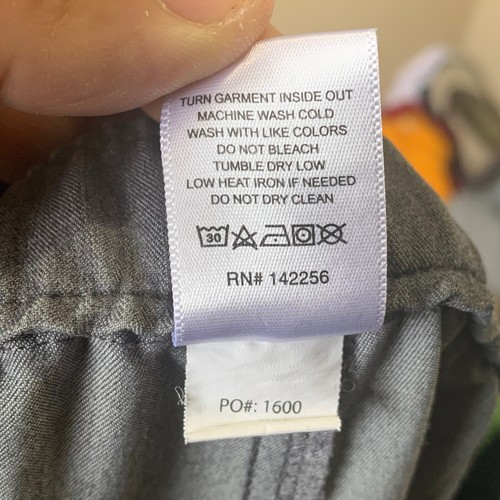 TURN GARMENT INSIDE OUT
MACHINE WASH COLD
WASH WITH LIKE COLORS
DO NOT BLEACH
TUMBLE DRY LOW
LOW HEAT IRON IF NEEDED
DO NOT DRY CLEAN
30
RN# 142256
PO#: 1600